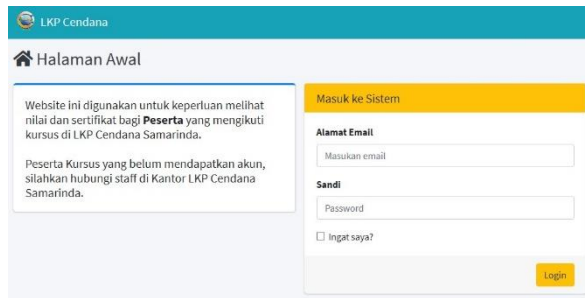 LKP Cendana
Halaman Awal
Website ini digunakan untuk keperluan melihat
nilai dan sertifikat bagi Peserta yang mengikuti
kursus di LKP Cendana Samarinda.
Peserta Kursus yang belum mendapatkan akun,
silahkan hubungi staff di Kantor LKP Cendana
Samarinda.
Masuk ke Sistem
Alamat Email
Masukan email
Sandi
Password
Ingat saya?
Login